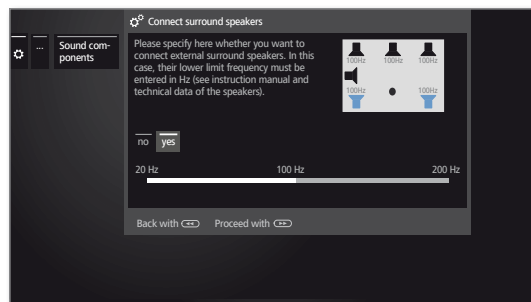 Connect surround speakers
...
Sound com-
ponents
Please specify here whether you want to
connect external surround speakers. In this
case, their lower limit frequency must be
entered in Hz (see instruction manual and
technical data of the speakers).
100Hz 100Hz 100Hz
100Hz 100Hz
no yes
20 Hz 100 Hz 200 Hz
Back with Proceed with